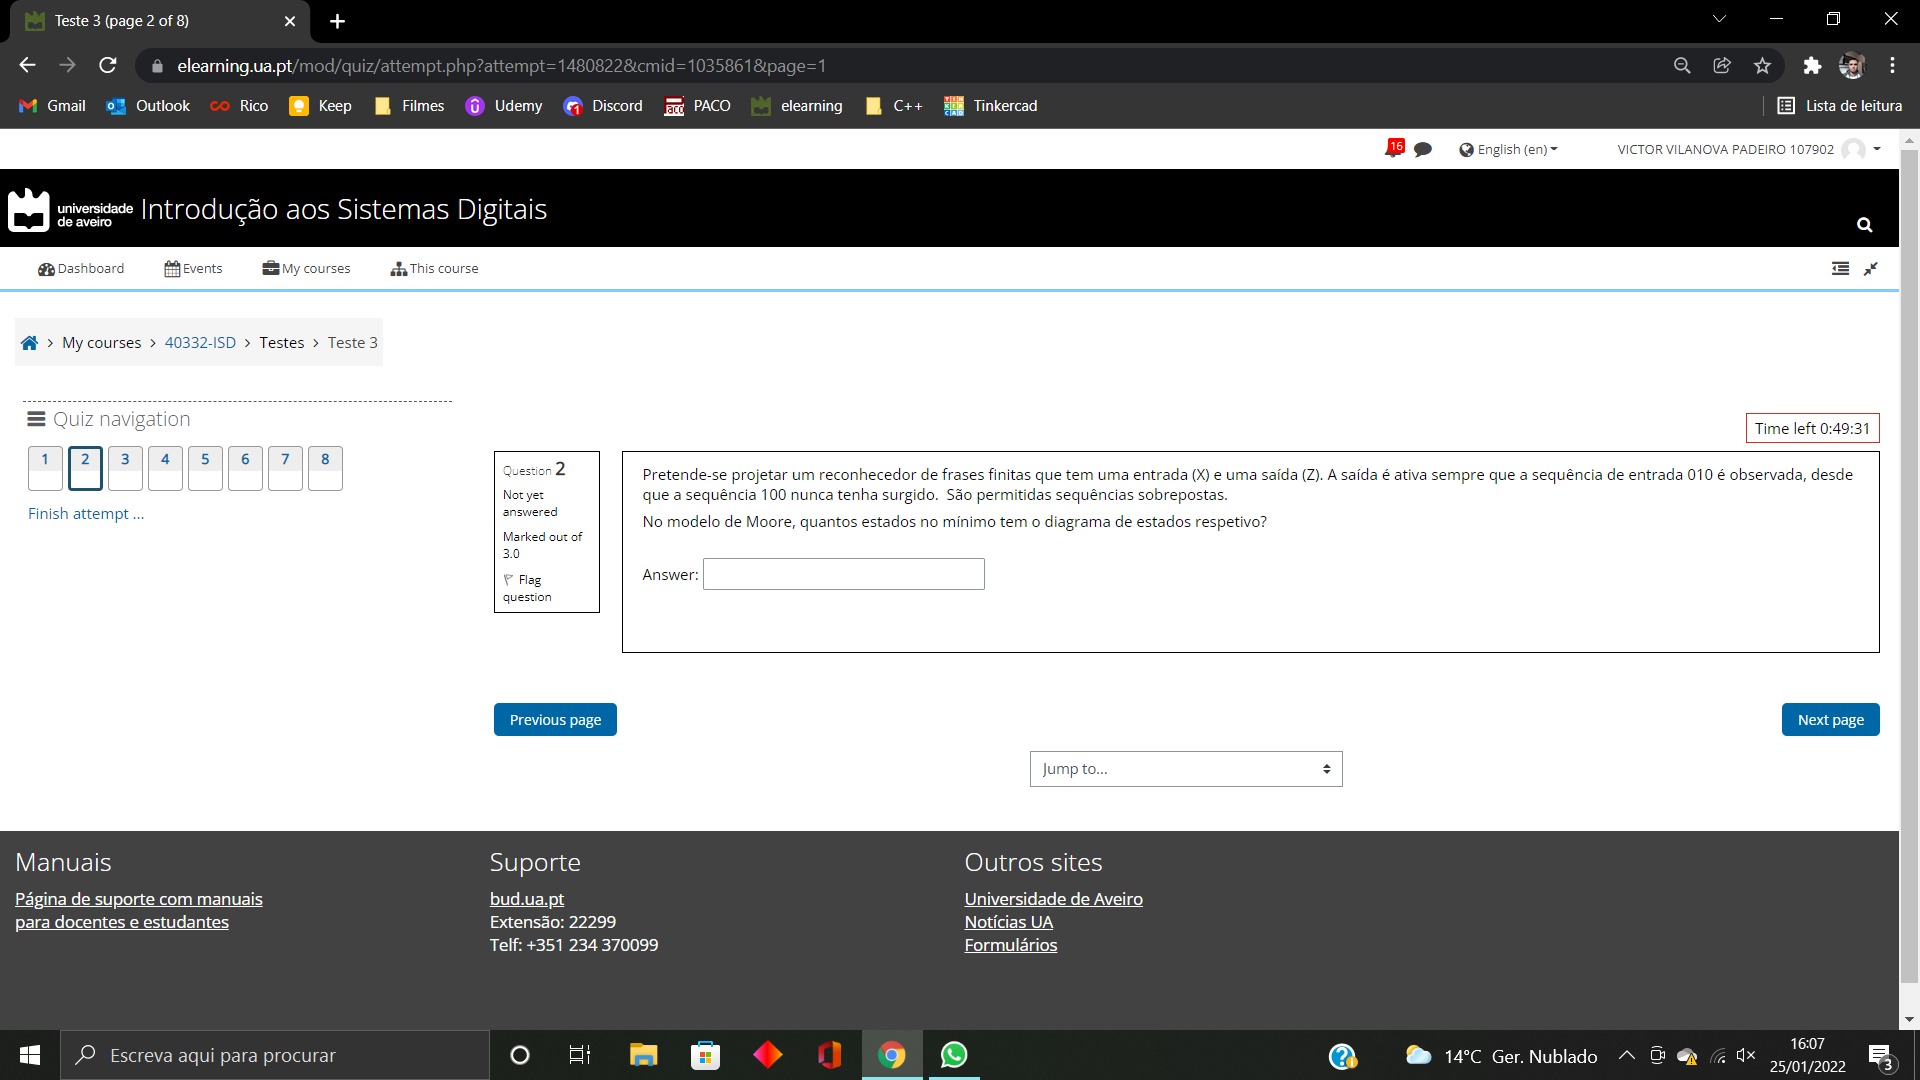 Teste 3 (page 2 of 8)
elearning.ua.pt/mod/quiz/attempt.php?attempt=1480822&cmid=1035861&page=1
Gmail Outlook Rico Keep Filmes Udemy Discord PACO elearning C++ Tinkercad Lista de leitura
16 English (en) VICTOR VILANOVA PADEIRO 107902
universidade de aveiro Introdução aos Sistemas Digitais
Dashboard Events My courses This course
My courses > 40332-ISD > Testes > Teste 3
Quiz navigation
Time left 0:49:31
1 2 3 4 5 6 7 8
Finish attempt ...
Question 2
Not yet
answered
Marked out of
3.0
Flag
question
Pretende-se projetar um reconhecedor de frases finitas que tem uma entrada (X) e uma saída (Z). A saída é ativa sempre que a sequência de entrada 010 é observada, desde
que a sequência 100 nunca tenha surgido. São permitidas sequências sobrepostas.
No modelo de Moore, quantos estados no mínimo tem o diagrama de estados respetivo?
Answer:
Previous page
Next page
Jump to...
Manuais
Página de suporte com manuais
para docentes e estudantes
Suporte
bud.ua.pt
Extensão: 22299
Telf: +351 234 370099
Outros sites
Universidade de Aveiro
Notícias UA
Formulários
Escreva aqui para procurar
14°C Ger. Nublado
16:07
25/01/2022
3